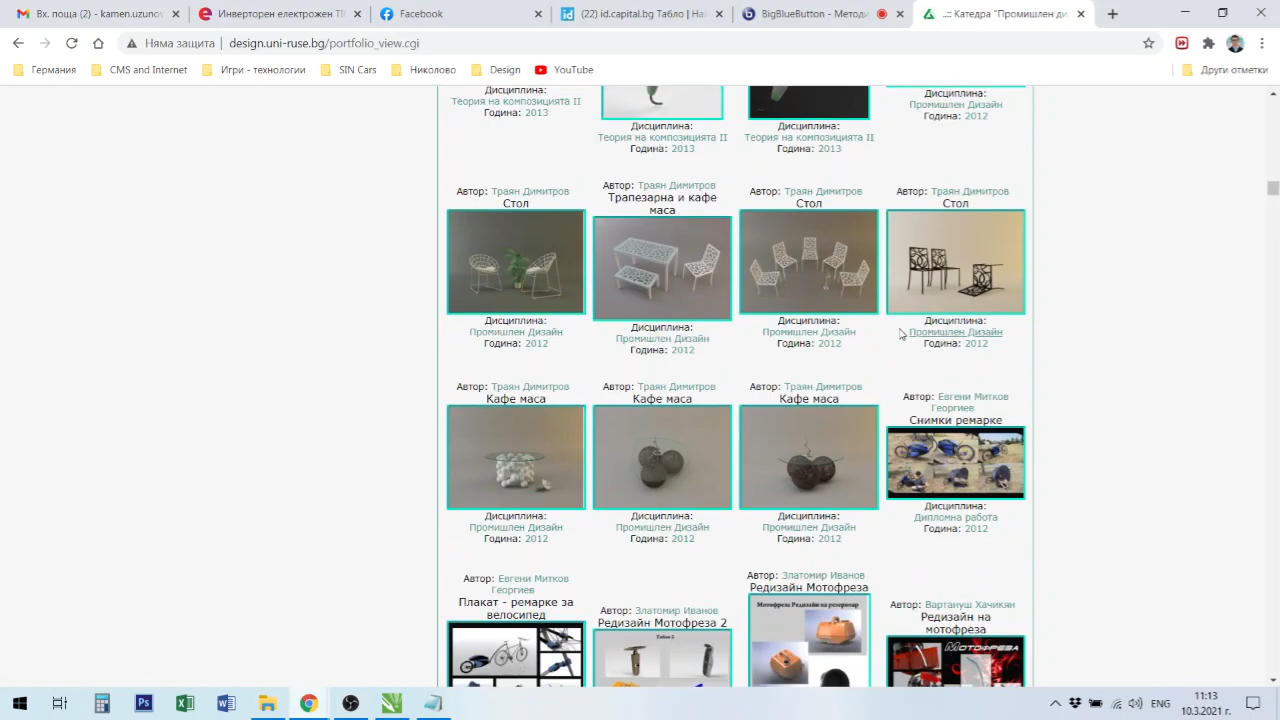 Вх. поща (2) - kamen.uzunov
Инверторен електрожен TIG
Facebook
(22) id.capital.bg Табло | Нас
BigBlueButton - Методи
.::: Катедра "Промишлен ди
Няма защита
design.uni-ruse.bg/portfolio_view.cgi
Германия
CMS and Internet
Игри - технологии
SIN Cars
Николово
Design
YouTube
Други отметки
Дисциплина:
Теория на композицията II
Година: 2013
Дисциплина:
Теория на композицията II
Година: 2013
Дисциплина:
Теория на композицията II
Година: 2013
Дисциплина:
Промишлен Дизайн
Година: 2012
Автор: Траян Димитров
Стол
Дисциплина:
Промишлен Дизайн
Година: 2012
Автор: Траян Димитров
Трапезарна и кафе
маса
Дисциплина:
Промишлен Дизайн
Година: 2012
Автор: Траян Димитров
Стол
Дисциплина:
Промишлен Дизайн
Година: 2012
Автор: Траян Димитров
Стол
Дисциплина:
Промишлен Дизайн
Година: 2012
Автор: Траян Димитров
Кафе маса
Дисциплина:
Промишлен Дизайн
Година: 2012
Автор: Траян Димитров
Кафе маса
Дисциплина:
Промишлен Дизайн
Година: 2012
Автор: Траян Димитров
Кафе маса
Дисциплина:
Промишлен Дизайн
Година: 2012
Автор: Евгени Митков
Георгиев
Снимки ремарке
Дисциплина:
Дипломна работа
Година: 2012
Автор: Евгени Митков
Георгиев
Плакат - ремарке за
велосипед
Автор: Златомир Иванов
Редизайн Мотофреза 2
Табло 2
Автор: Златомир Иванов
Редизайн Мотофреза
Мотофреза Редизайн на резервоар
Автор: Вартануш Хачикян
Редизайн на
мотофреза
МОТОФРЕЗА
ENG
11:13
10.3.2021 г.